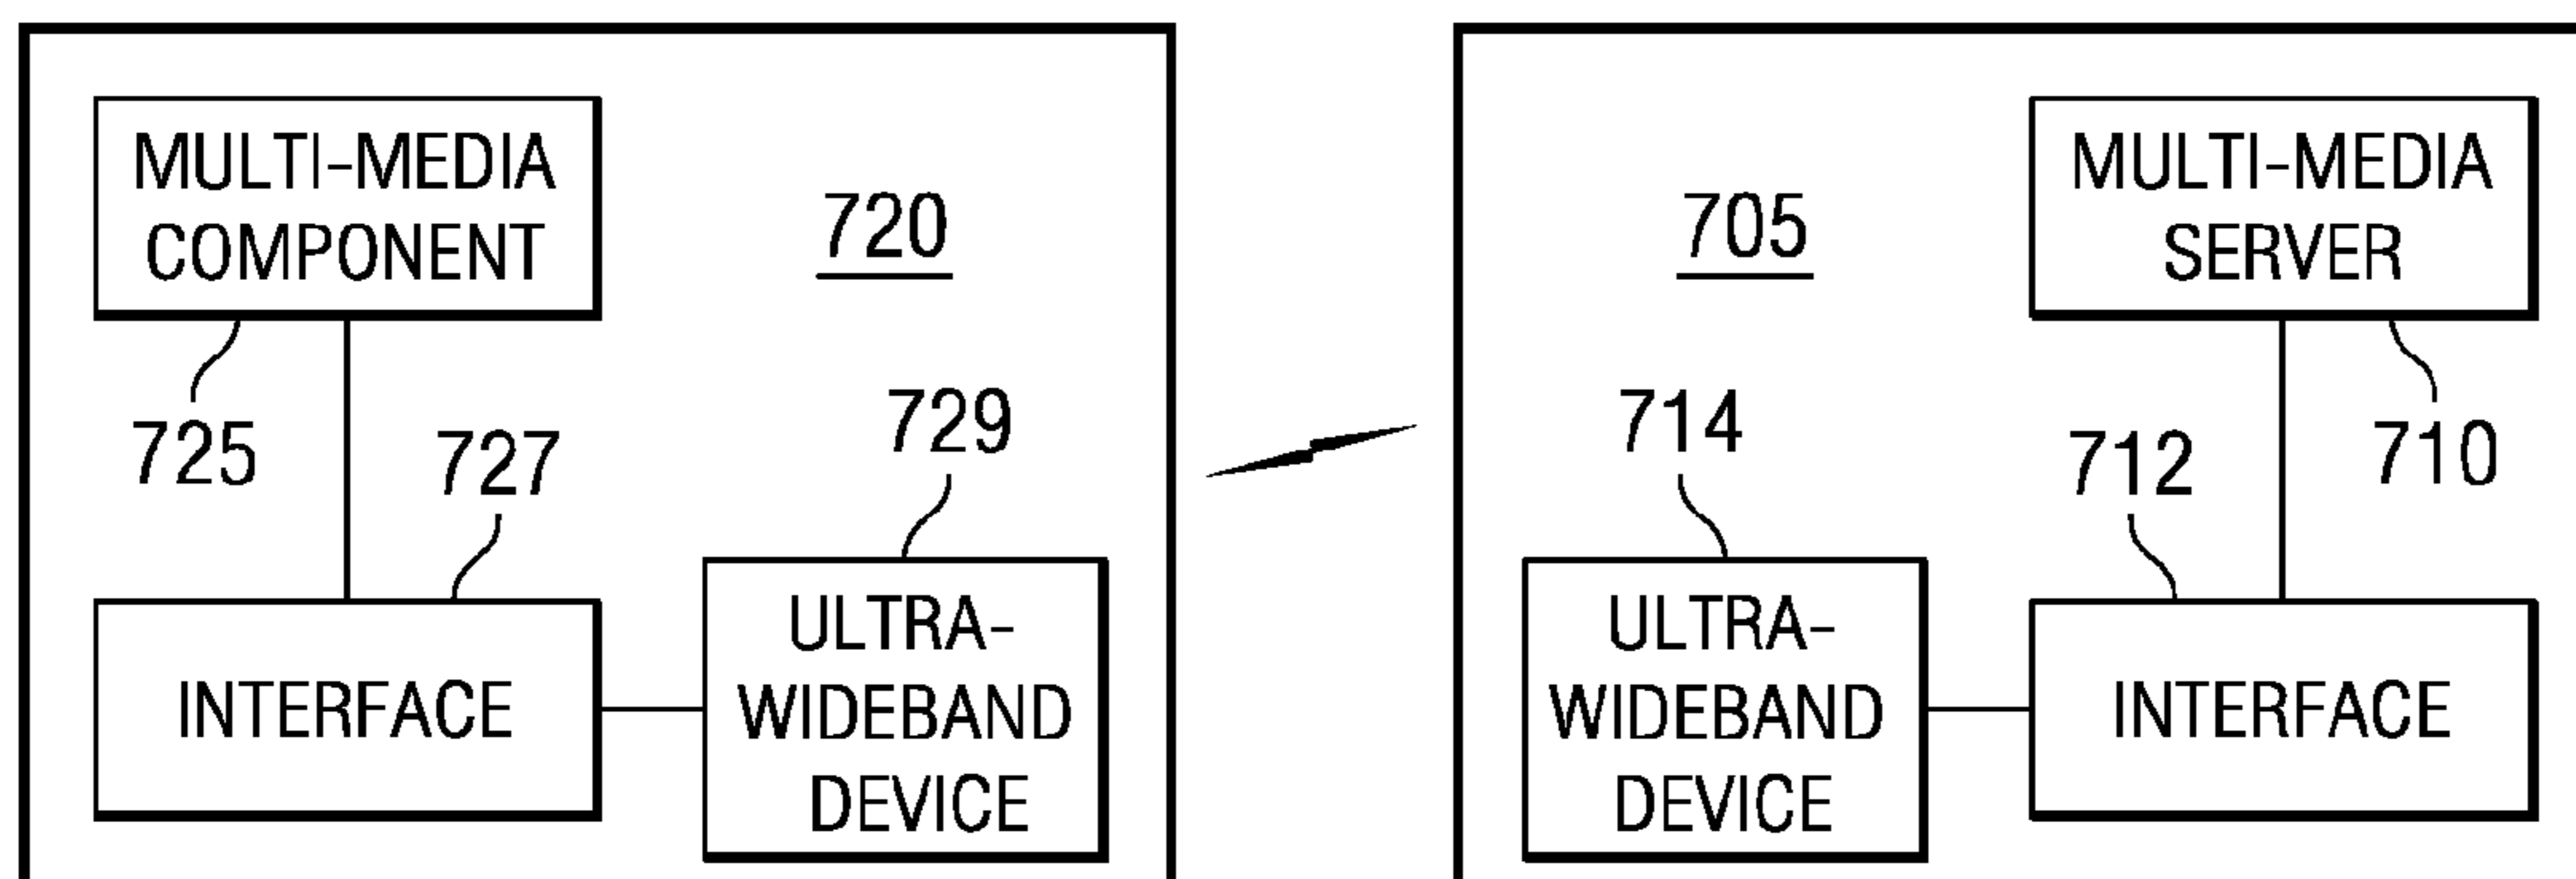 MULTI-MEDIA
COMPONENT
720
725
727
729
INTERFACE
ULTRA-
WIDEBAND
DEVICE
705
MULTI-MEDIA
SERVER
714
712
710
ULTRA-
WIDEBAND
DEVICE
INTERFACE